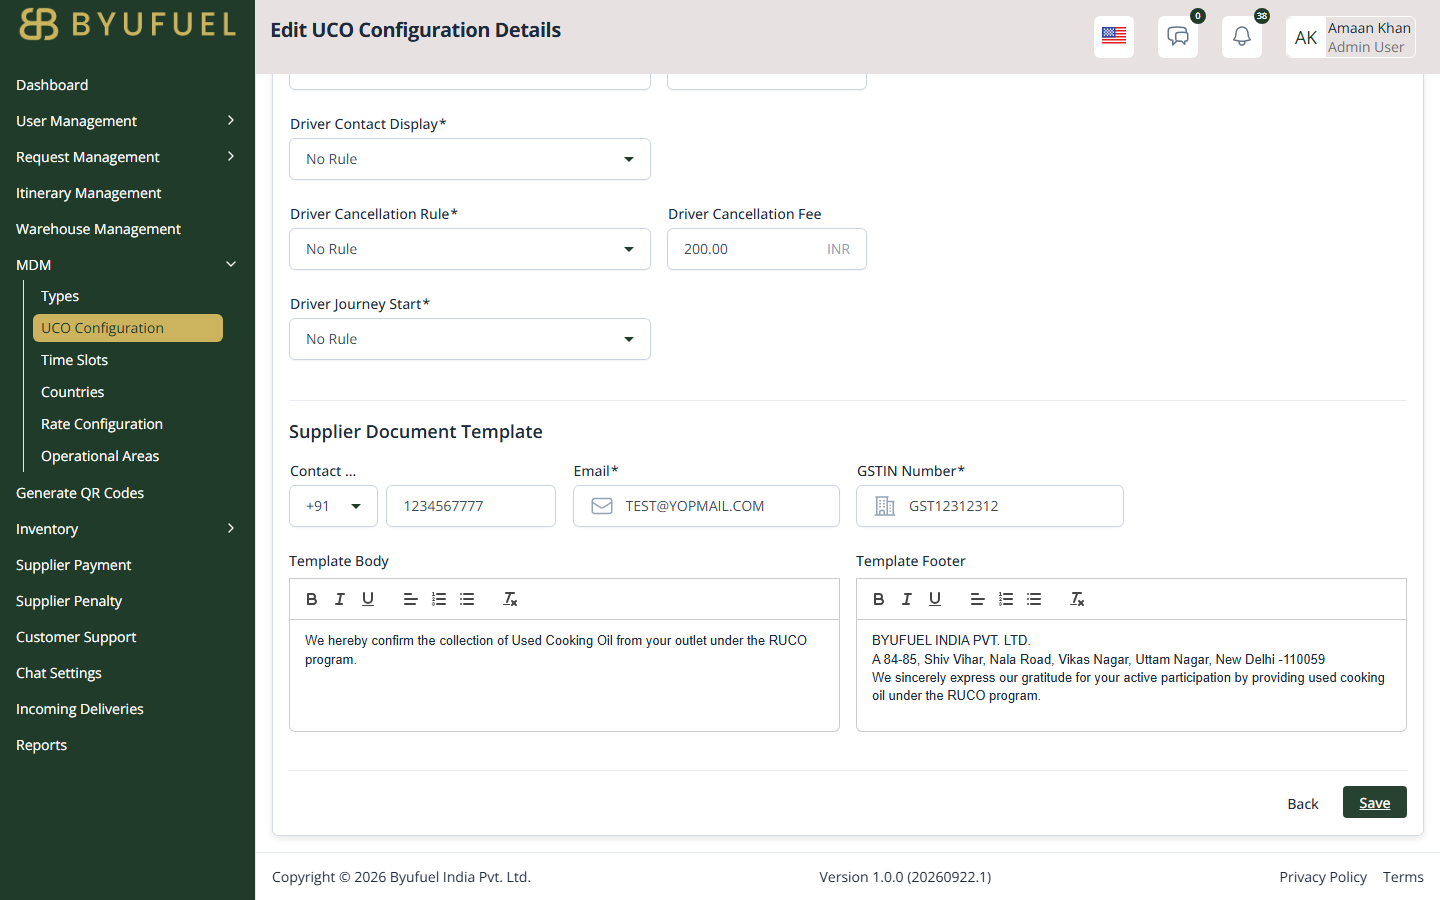 BYUFUEL
Edit UCO Configuration Details
0
38
AK
Amaan Khan
Admin User
Dashboard
User Management
Request Management
Itinerary Management
Warehouse Management
MDM
Types
UCO Configuration
Time Slots
Countries
Rate Configuration
Operational Areas
Generate QR Codes
Inventory
Supplier Payment
Supplier Penalty
Customer Support
Chat Settings
Incoming Deliveries
Reports
Driver Contact Display*
No Rule
Driver Cancellation Rule*
Driver Cancellation Fee
No Rule
200.00 INR
Driver Journey Start*
No Rule
Supplier Document Template
Contact ...
Email*
GSTIN Number*
+91
1234567777
TEST@YOPMAIL.COM
GST12312312
Template Body
Template Footer
We hereby confirm the collection of Used Cooking Oil from your outlet under the RUCO
program.
BYUFUEL INDIA PVT. LTD.
A 84-85, Shiv Vihar, Nala Road, Vikas Nagar, Uttam Nagar, New Delhi -110059
We sincerely express our gratitude for your active participation by providing used cooking
oil under the RUCO program.
Back
Save
Copyright © 2026 Byufuel India Pvt. Ltd.
Version 1.0.0 (20260922.1)
Privacy Policy
Terms